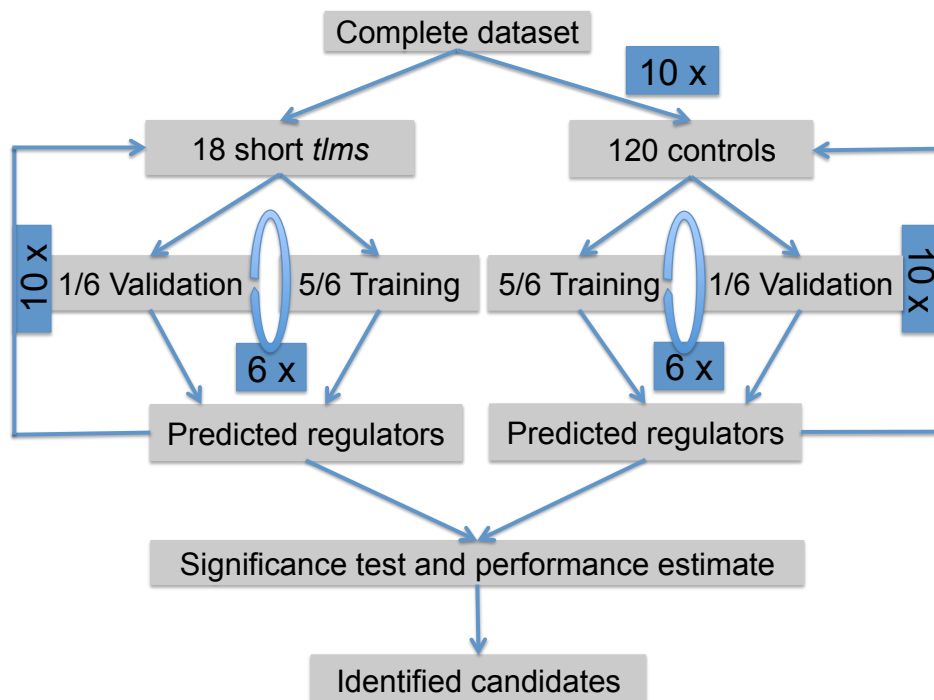 Complete dataset
10 x
18 short tlms
120 controls
10 x
1/6 Validation
5/6 Training
5/6 Training
1/6 Validation
10 x
6 x
6 x
Predicted regulators
Predicted regulators
Significance test and performance estimate
Identified candidates